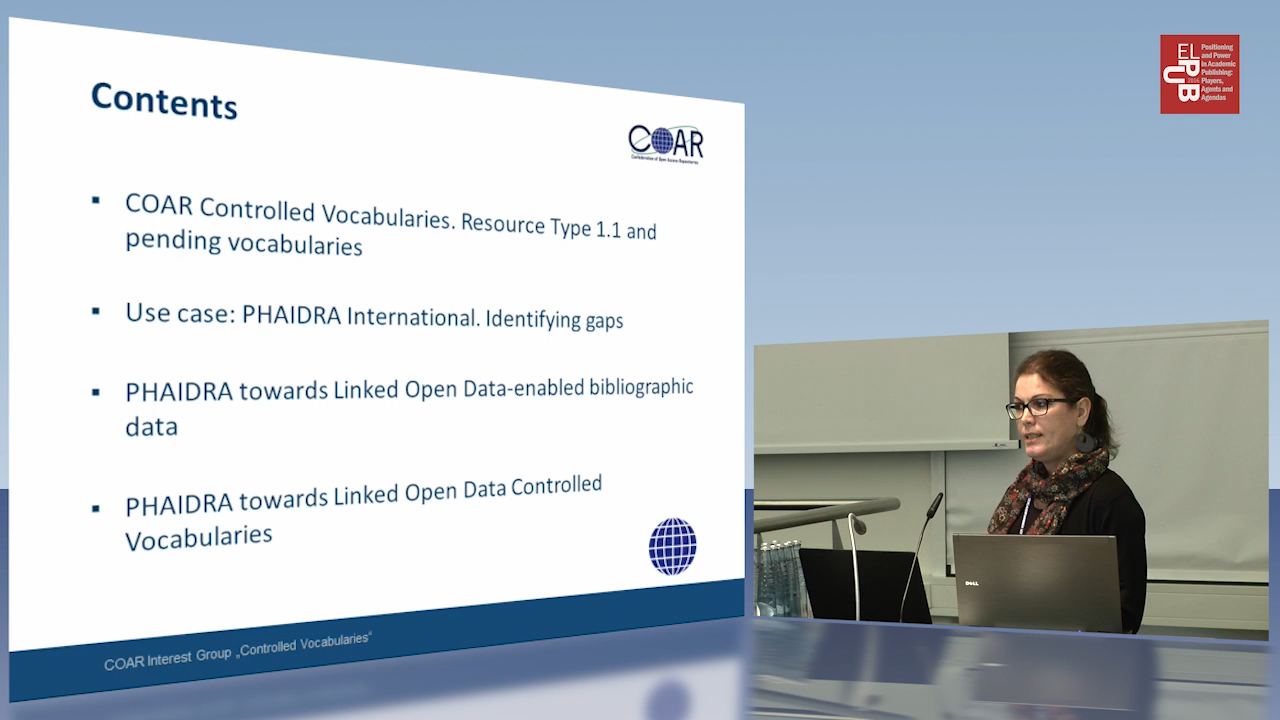 Contents
COAR
Confederation of Open Access Repositories
▪ COAR Controlled Vocabularies. Resource Type 1.1 and
pending vocabularies
▪ Use case: PHAIDRA International. Identifying gaps
▪ PHAIDRA towards Linked Open Data-enabled bibliographic
data
▪ PHAIDRA towards Linked Open Data Controlled
Vocabularies
COAR Interest Group „Controlled Vocabularies“
ELPUB
2016
Positioning
and Power
in Academic
Publishing:
Players,
Agents and
Agendas
DELL